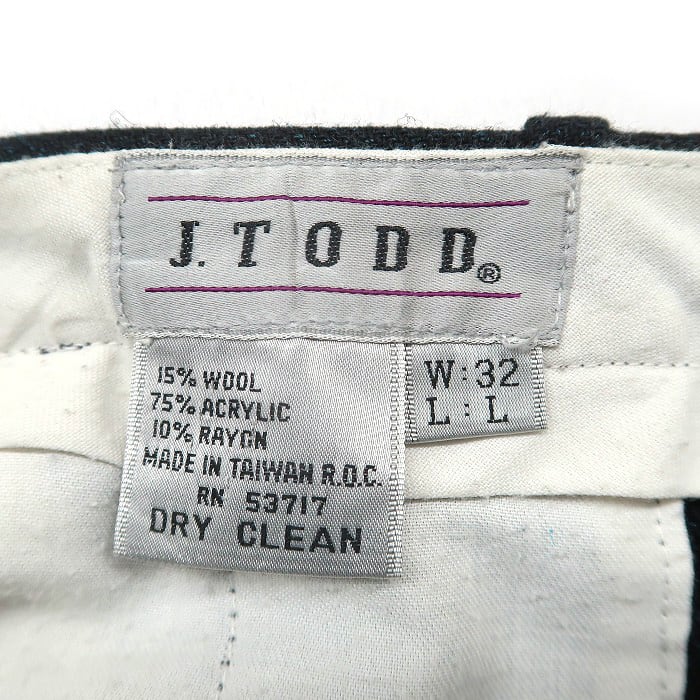 J. TODD®
15% WOOL
75% ACRYLIC
10% RAYON
MADE IN TAIWAN R.O.C.
RN 53717
DRY CLEAN
W:32
L:L